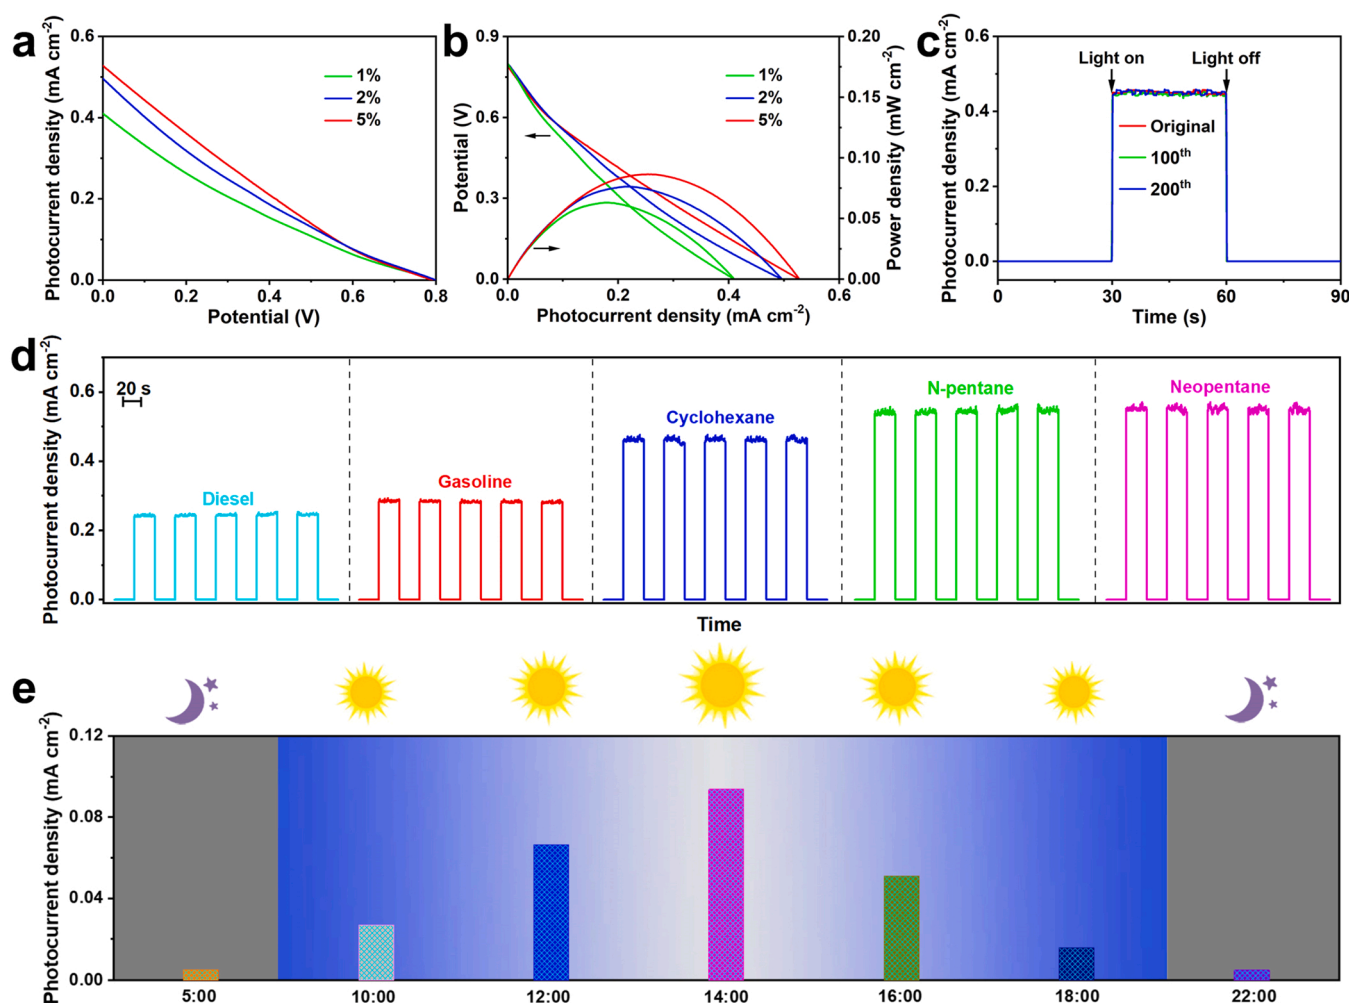 a
Photocurrent density (mA cm-2)
0.6
0.4
0.2
0.0
1%
2%
5%
0.0 0.2 0.4 0.6 0.8
Potential (V)
b
Potential (V)
0.9
0.6
0.3
0.0
1%
2%
5%
0.20
0.15
0.10
0.05
0.00
Power density (mW cm-2)
0.0 0.2 0.4 0.6
Photocurrent density (mA cm-2)
c
Photocurrent density (mA cm-2)
0.6
0.4
0.2
0.0
Light on Light off
Original
100th
200th
0 30 60 90
Time (s)
d
Photocurrent density (mA cm-2)
0.6
0.4
0.2
0.0
20 s
Diesel
Gasoline
Cyclohexane
N-pentane
Neopentane
Time
e
Photocurrent density (mA cm-2)
0.12
0.08
0.04
0.00
5:00 10:00 12:00 14:00 16:00 18:00 22:00